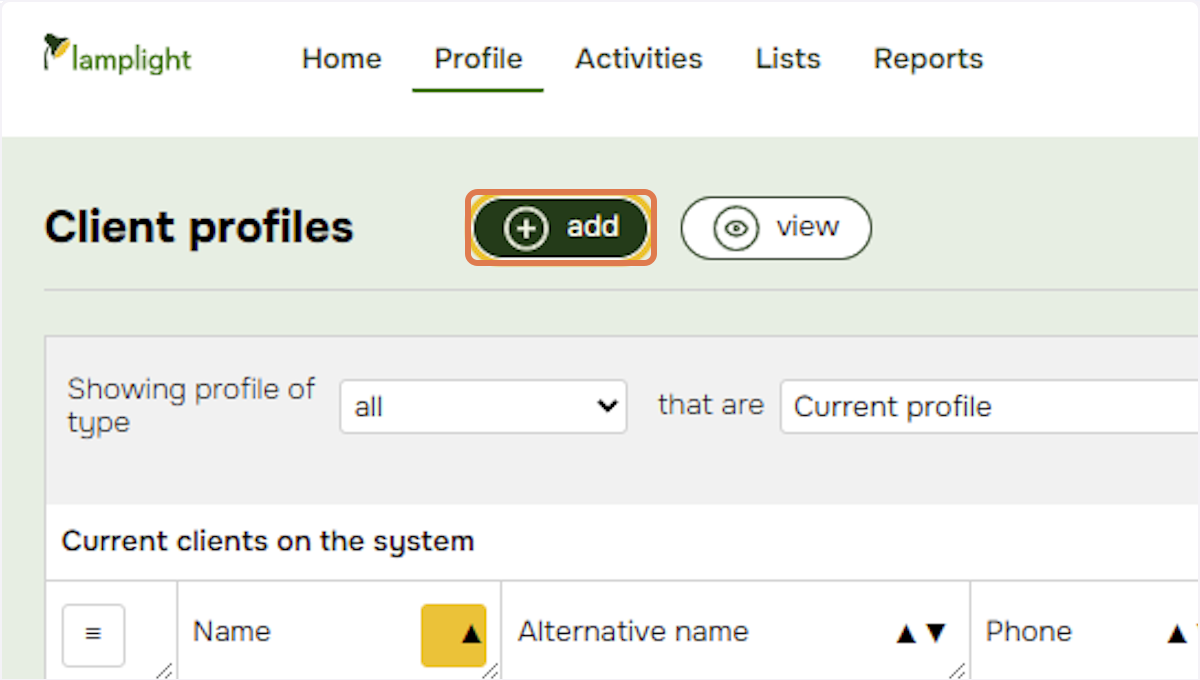 lamplight Home Profile Activities Lists Reports
Client profiles add view
Showing profile of
type all that are Current profile
Current clients on the system
Name Alternative name Phone